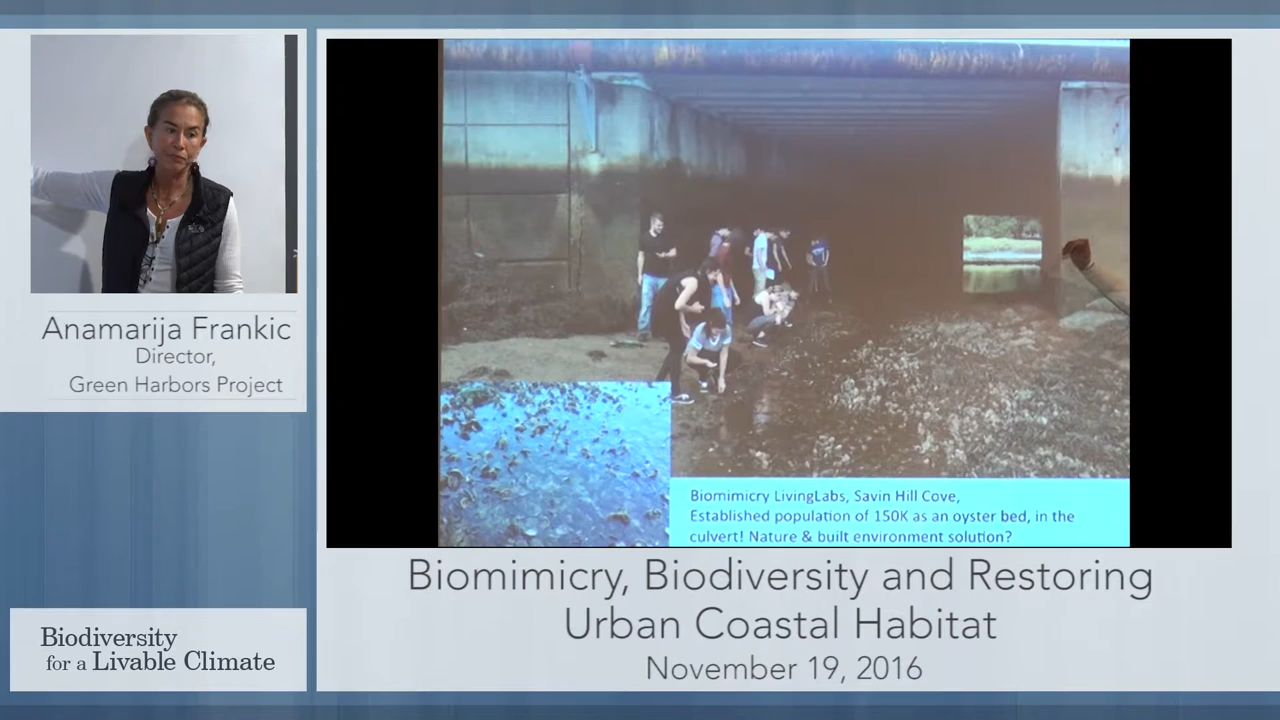 Anamarija Frankic
Director,
Green Harbors Project
Biomimicry LivingLabs, Savin Hill Cove,
Established population of 150K as an oyster bed, in the
culvert! Nature & built environment solution?
Biomimicry, Biodiversity and Restoring
Urban Coastal Habitat
November 19, 2016
Biodiversity
for a Livable Climate